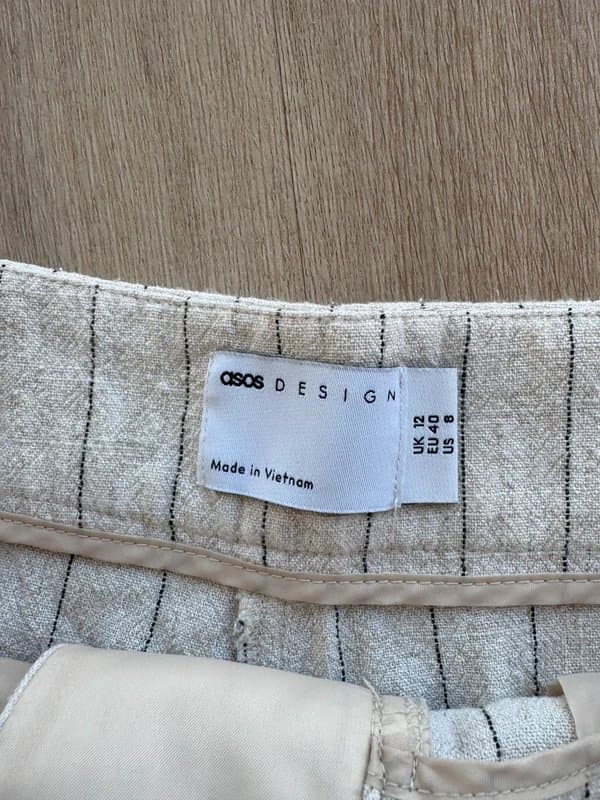 asos DESIGN
Made in Vietnam
UK 12
EU 40
US 8